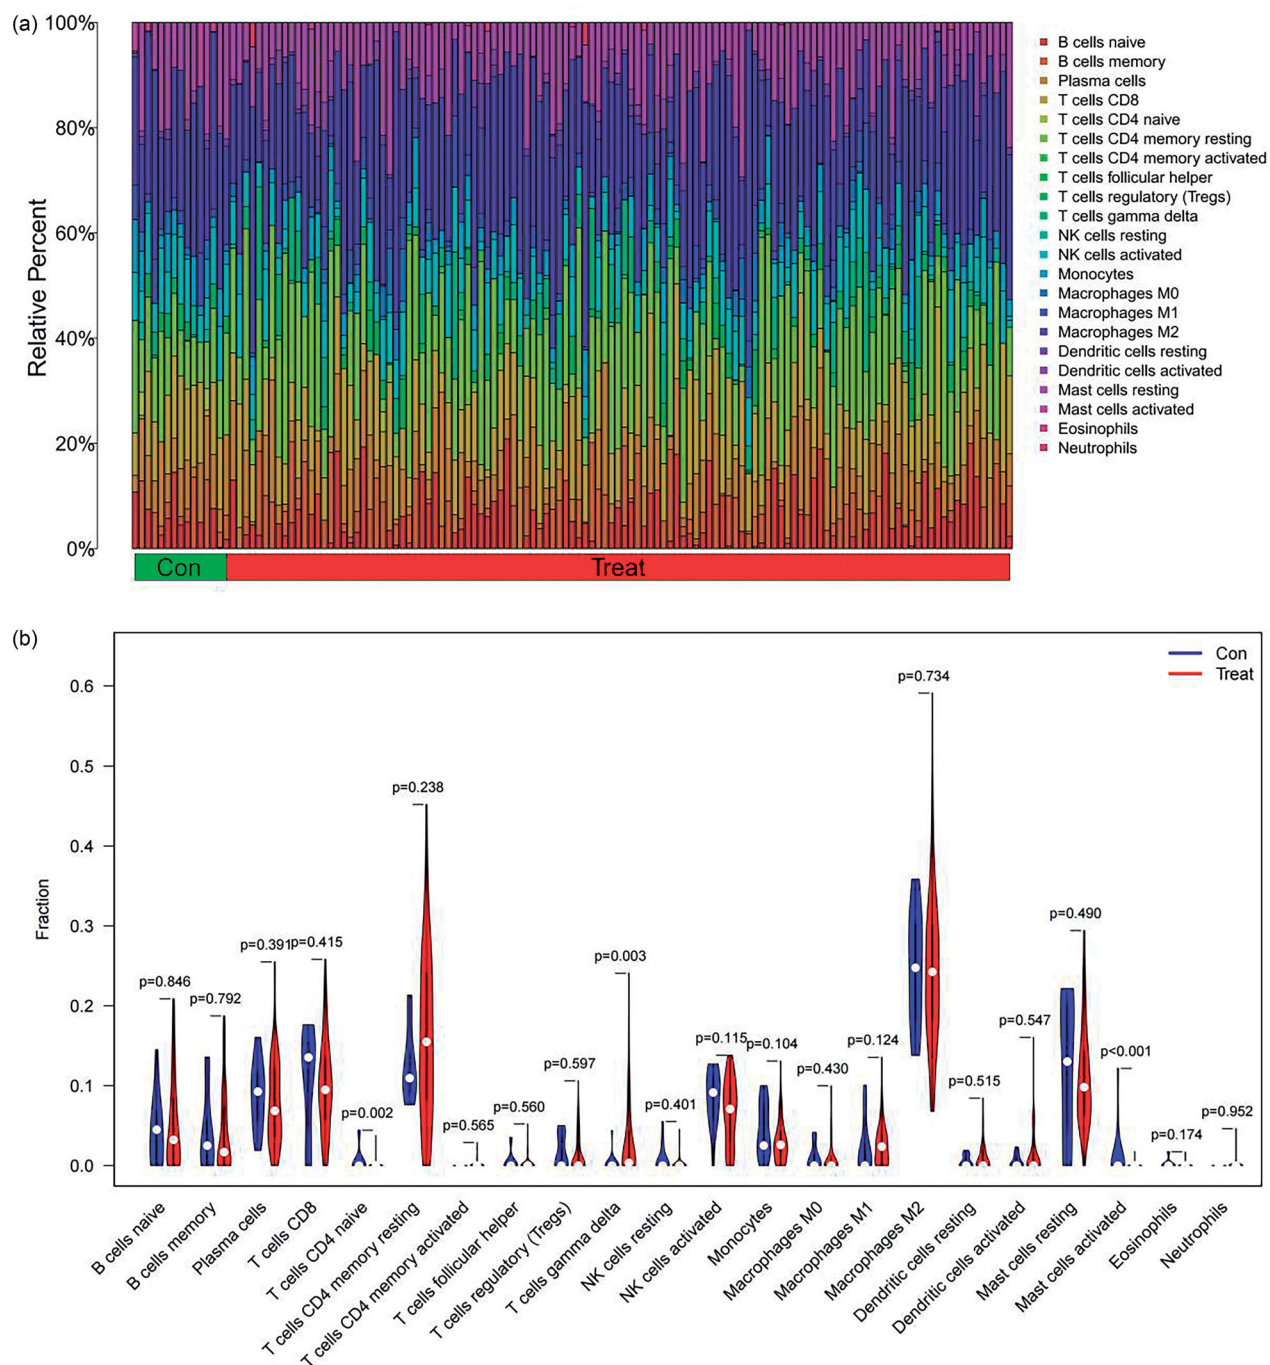 (a)
100%
80%
60%
40%
20%
0%
Relative Percent
B cells naive
B cells memory
Plasma cells
T cells CD8
T cells CD4 naive
T cells CD4 memory resting
T cells CD4 memory activated
T cells follicular helper
T cells regulatory (Tregs)
T cells gamma delta
NK cells resting
NK cells activated
Monocytes
Macrophages M0
Macrophages M1
Macrophages M2
Dendritic cells resting
Dendritic cells activated
Mast cells resting
Mast cells activated
Eosinophils
Neutrophils
Con
Treat
(b)
Con
Treat
0.6
0.5
0.4
0.3
0.2
0.1
0.0
Fraction
p=0.846
p=0.792
p=0.391
p=0.415
p=0.002
p=0.238
p=0.565
p=0.560
p=0.597
p=0.003
p=0.401
p=0.115
p=0.104
p=0.430
p=0.124
p=0.734
p=0.515
p=0.547
p=0.490
p<0.001
p=0.174
p=0.952
B cells naive
B cells memory
Plasma cells
T cells CD8
T cells CD4 naive
T cells CD4 memory resting
T cells CD4 memory activated
T cells follicular helper
T cells regulatory (Tregs)
T cells gamma delta
NK cells resting
NK cells activated
Monocytes
Macrophages M0
Macrophages M1
Macrophages M2
Dendritic cells resting
Dendritic cells activated
Mast cells resting
Mast cells activated
Eosinophils
Neutrophils